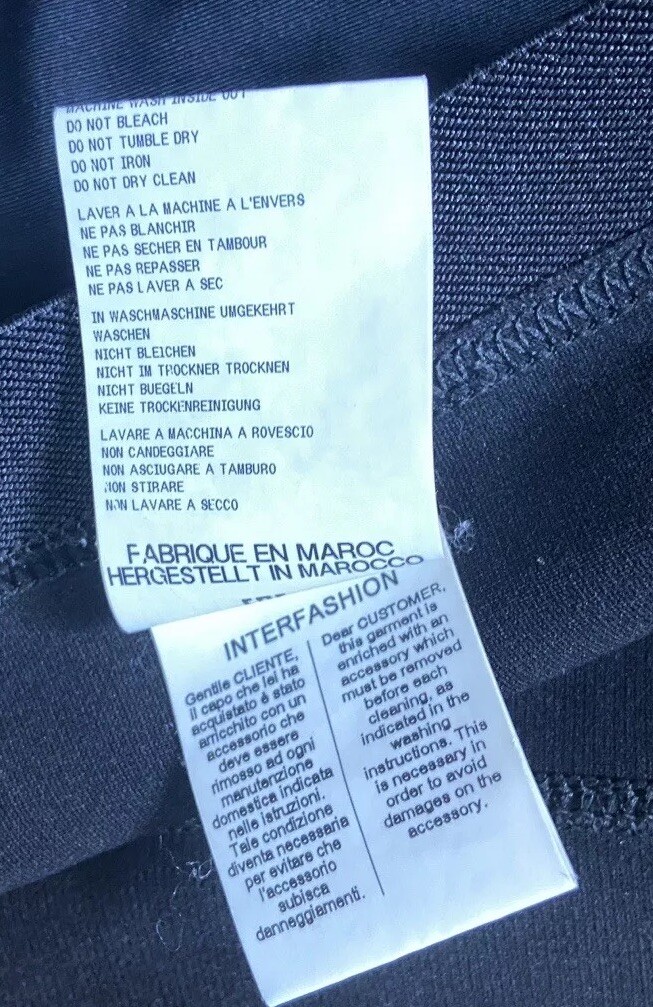 MACHINE WASH INSIDE OUT
DO NOT BLEACH
DO NOT TUMBLE DRY
DO NOT IRON
DO NOT DRY CLEAN
LAVER A LA MACHINE A L'ENVERS
NE PAS BLANCHIR
NE PAS SECHER EN TAMBOUR
NE PAS REPASSER
NE PAS LAVER A SEC
IN WASCHMASCHINE UMGEKEHRT
WASCHEN
NICHT BLEICHEN
NICHT IM TROCKNER TROCKNEN
NICHT BUEGELN
KEINE TROCKENREINIGUNG
LAVARE A MACCHINA A ROVESCIO
NON CANDEGGIARE
NON ASCIUGARE A TAMBURO
NON STIRARE
NON LAVARE A SECCO
FABRIQUE EN MAROC
HERGESTELLT IN MAROCCO
INTERFASHION
Gentile CLIENTE,
il capo che lei ha
acquistato è stato
arricchito con un
accessorio che
deve essere
rimosso ad ogni
manutenzione
domestica indicata
nelle istruzioni.
Tale condizione
diventa necessaria
per evitare che
l'accessorio
subisca
danneggiamenti.
Dear CUSTOMER,
this garment is
enriched with an
accessory which
must be removed
before each
cleaning, as
indicated in the
washing
instructions. This
is necessary in
order to avoid
damages on the
accessory.